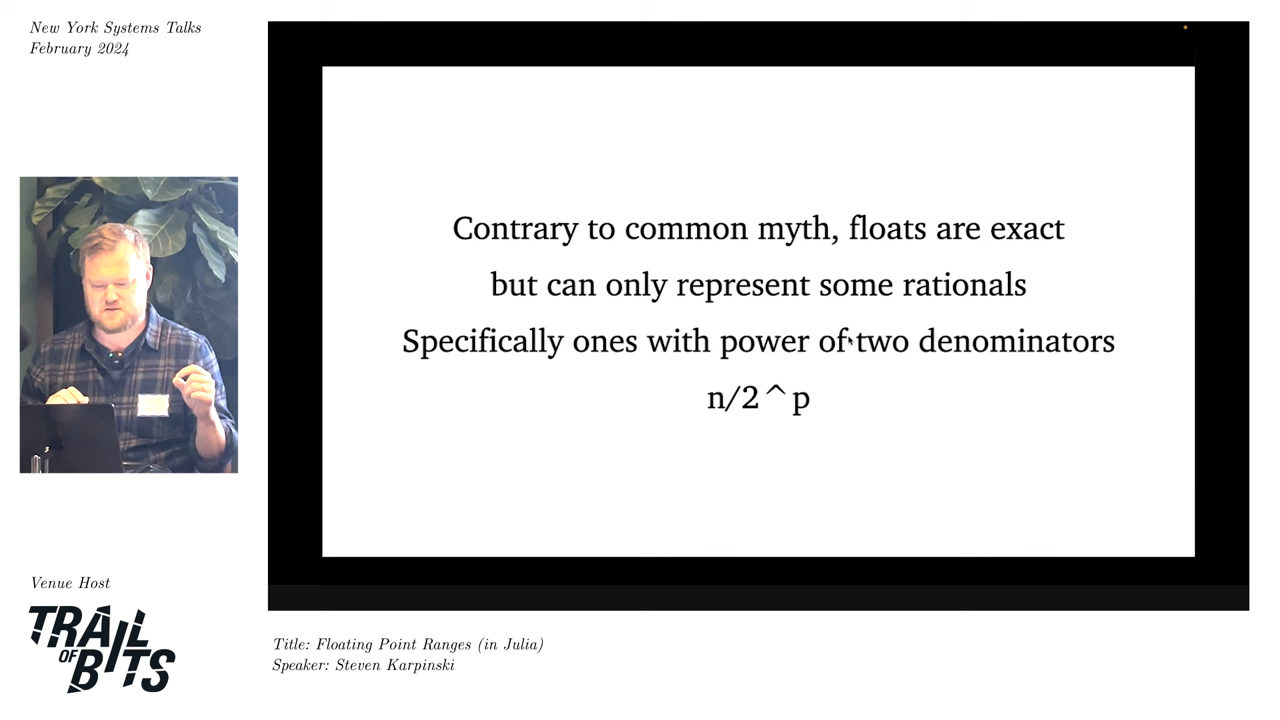 New York Systems Talks
February 2024
Contrary to common myth, floats are exact
but can only represent some rationals
Specifically ones with power of two denominators
n/2^p
Venue Host
TRAIL
OF
BITS
Title: Floating Point Ranges (in Julia)
Speaker: Steven Karpinski